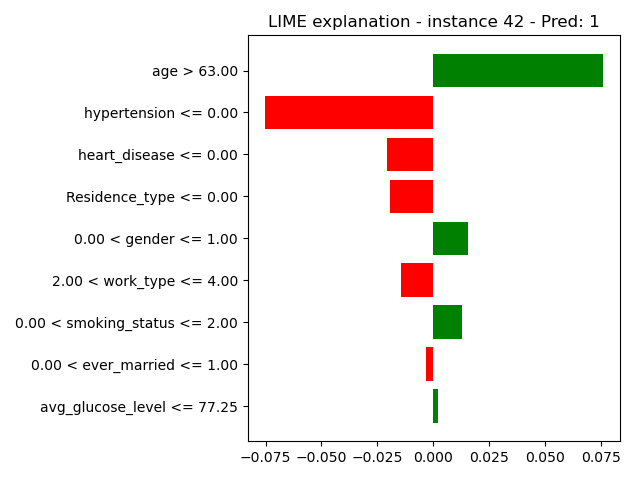 LIME explanation - instance 42 - Pred: 1
age > 63.00
hypertension <= 0.00
heart_disease <= 0.00
Residence_type <= 0.00
0.00 < gender <= 1.00
2.00 < work_type <= 4.00
0.00 < smoking_status <= 2.00
0.00 < ever_married <= 1.00
avg_glucose_level <= 77.25
−0.075 −0.050 −0.025 0.000 0.025 0.050 0.075